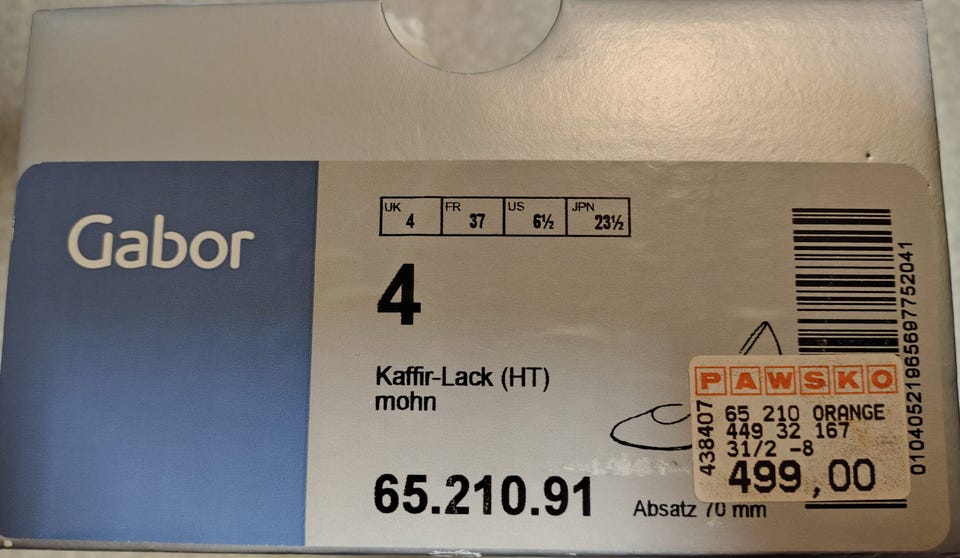 Gabor
UK 4 FR 37 US 6½ JPN 23½
4
Kaffir-Lack (HT)
mohn
65.210.91
Absatz 70 mm
0104052196569775204​1
PAWSKO
438407
65 210 ORANGE
449 32 167
31/2 -8
499,00